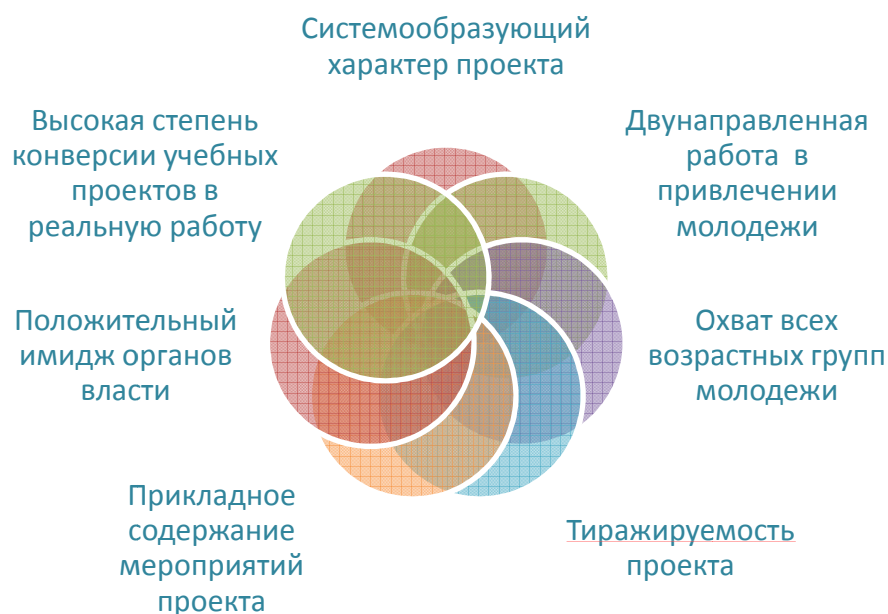 Системообразующий
характер проекта
Высокая степень
конверсии учебных
проектов в
реальную работу
Двунаправленная
работа в
привлечении
молодежи
Положительный
имидж органов
власти
Охват всех
возрастных групп
молодежи
Прикладное
содержание
мероприятий
проекта
Тиражируемость
проекта